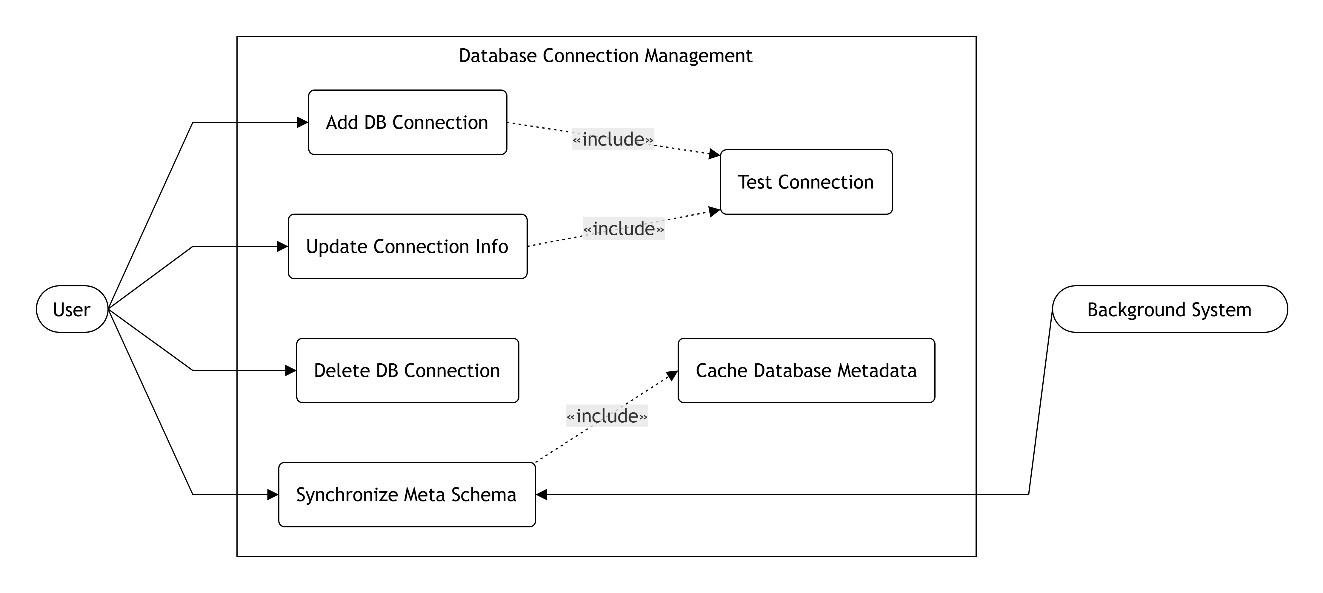 Database Connection Management
Add DB Connection
«include»
Test Connection
Update Connection Info
«include»
User
Background System
Delete DB Connection
Cache Database Metadata
«include»
Synchronize Meta Schema